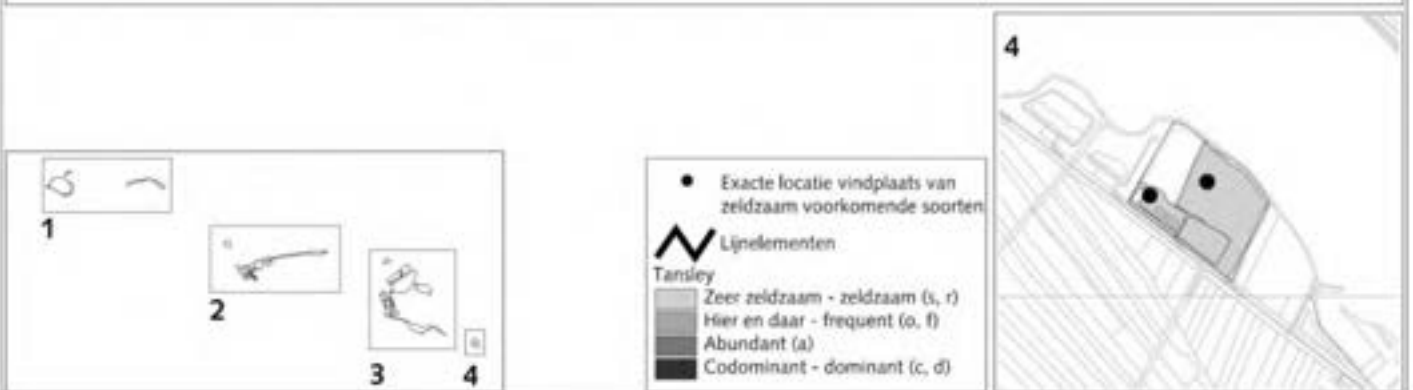 1
2
3
4
Exacte locatie vindplaats van
zeldzaam voorkomende soorten
Lijnelementen
Tansley
Zeer zeldzaam - zeldzaam (s, r)
Hier en daar - frequent (o, f)
Abundant (a)
Codominant - dominant (c, d)
4